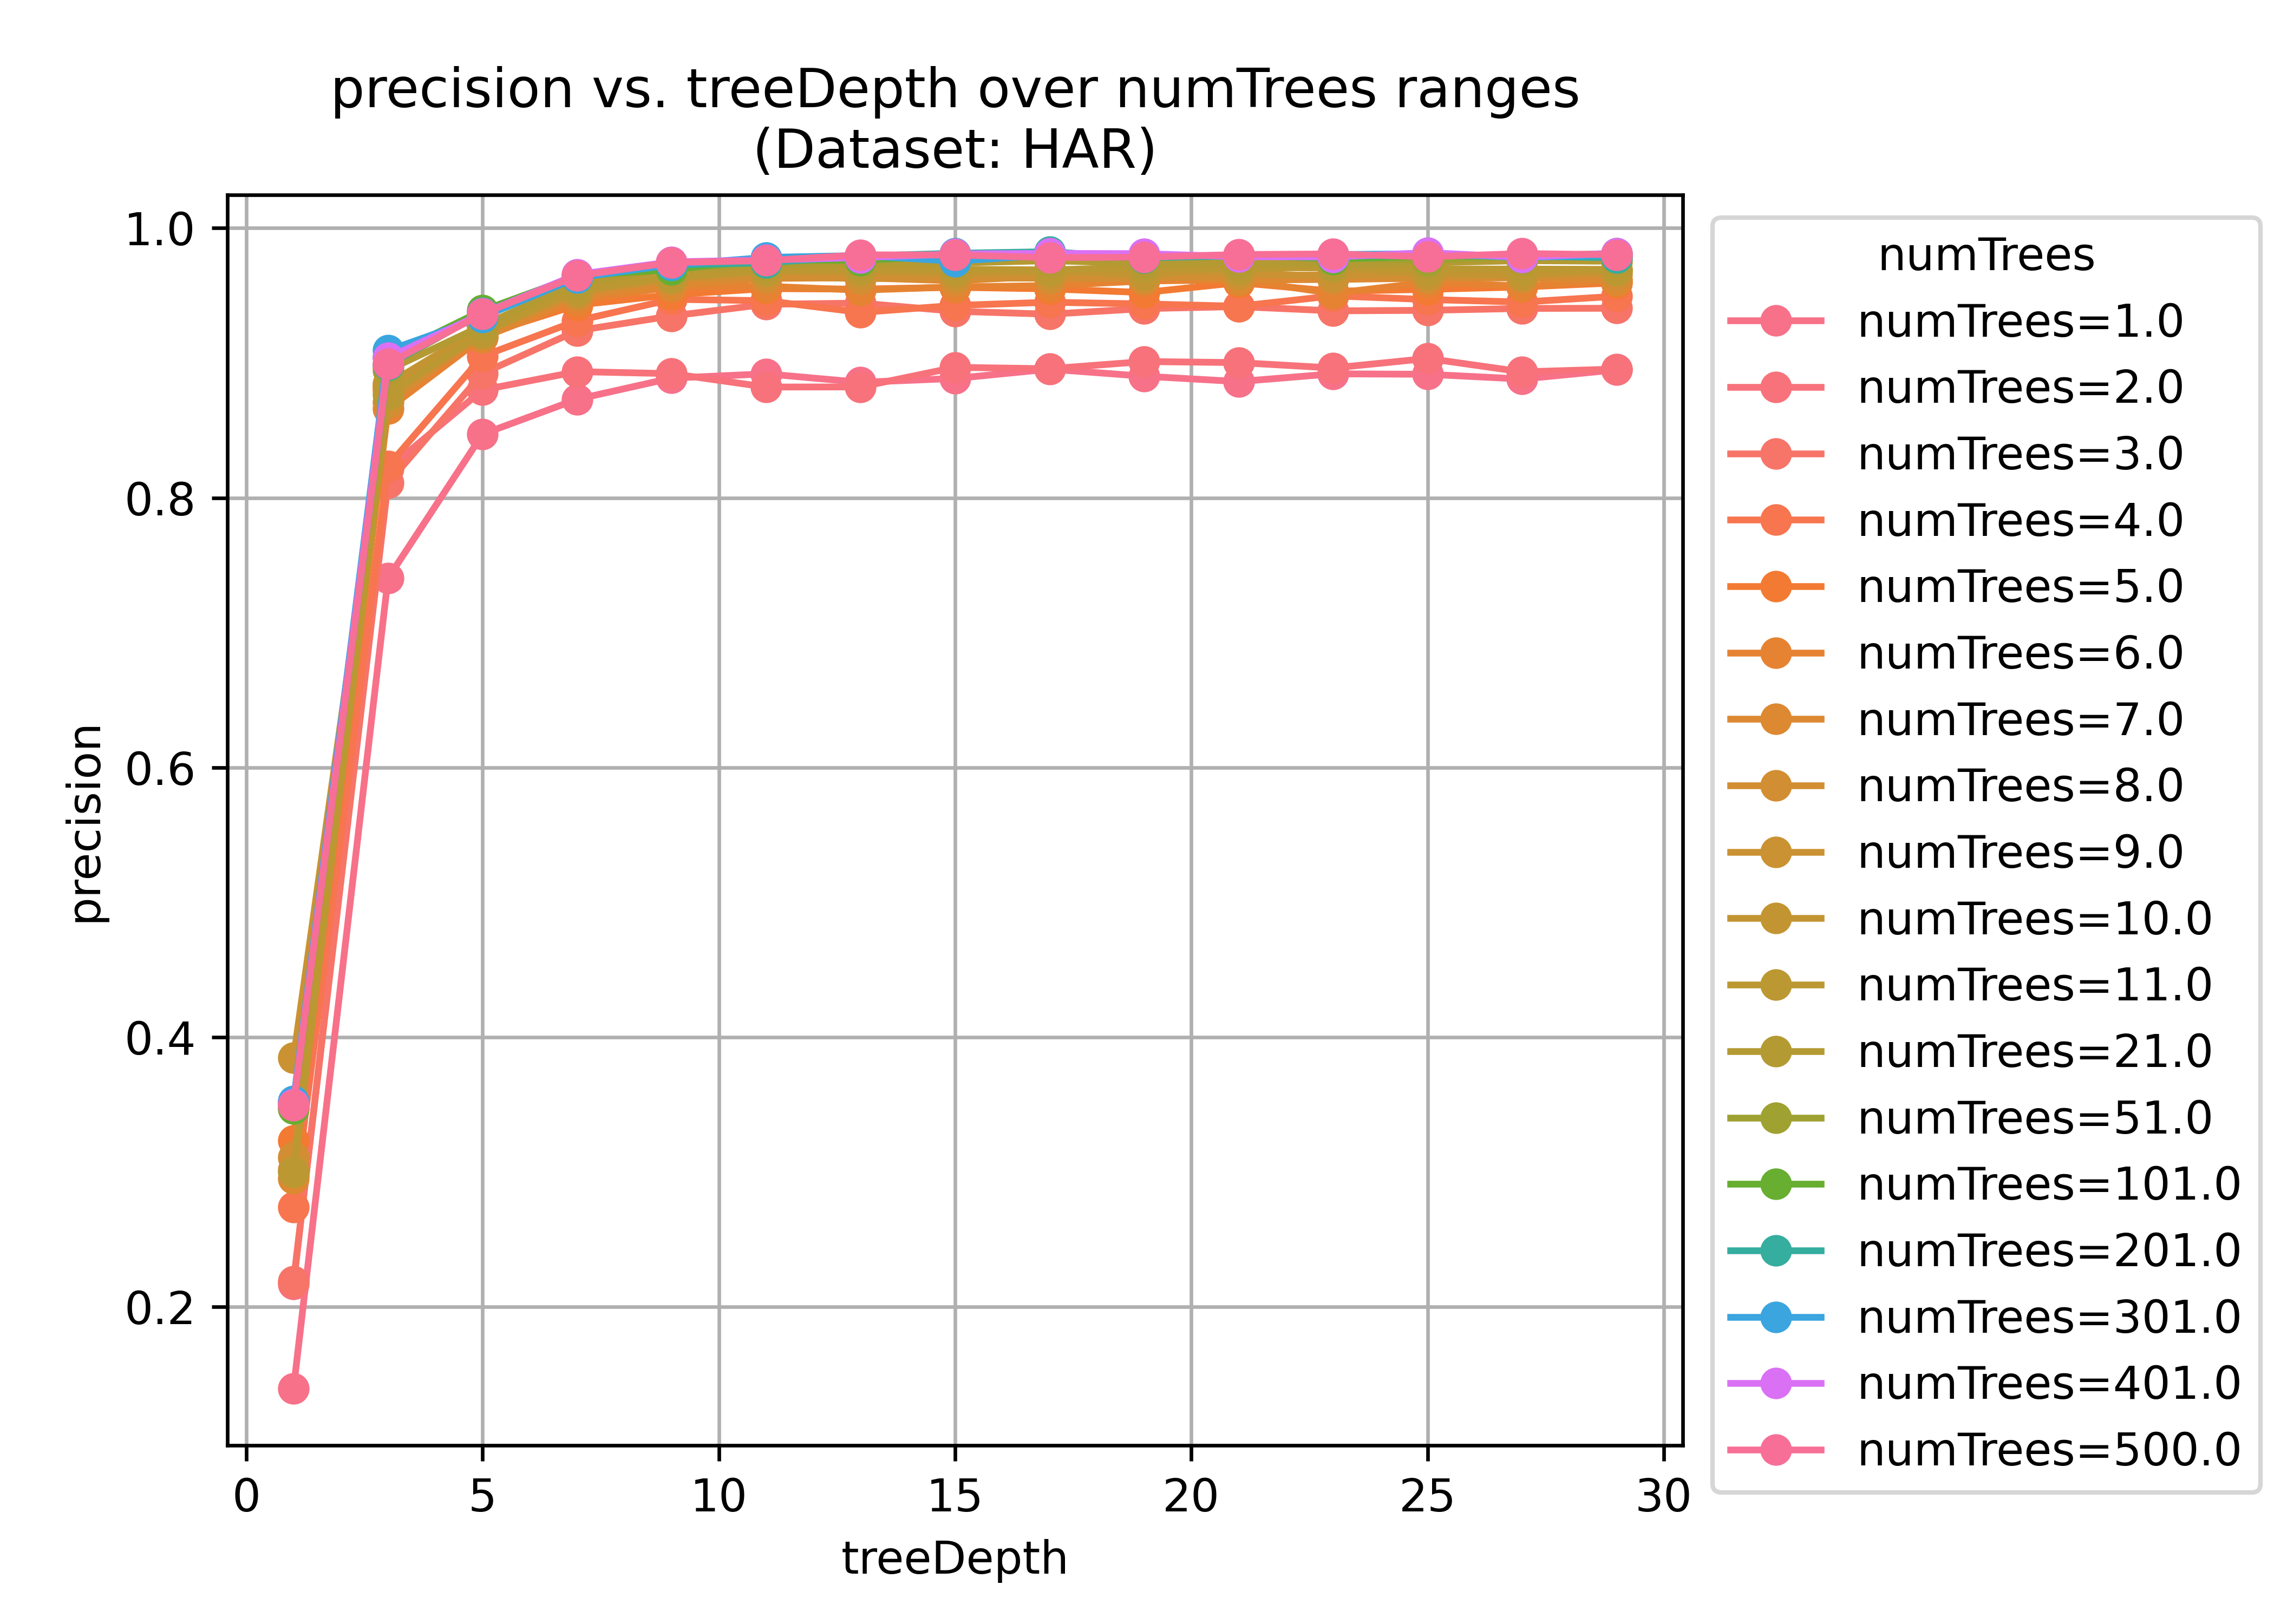 precision vs. treeDepth over numTrees ranges
(Dataset: HAR)
1.0
0.8
0.6
0.4
0.2
precision
0 5 10 15 20 25 30
treeDepth
numTrees
numTrees=1.0
numTrees=2.0
numTrees=3.0
numTrees=4.0
numTrees=5.0
numTrees=6.0
numTrees=7.0
numTrees=8.0
numTrees=9.0
numTrees=10.0
numTrees=11.0
numTrees=21.0
numTrees=51.0
numTrees=101.0
numTrees=201.0
numTrees=301.0
numTrees=401.0
numTrees=500.0